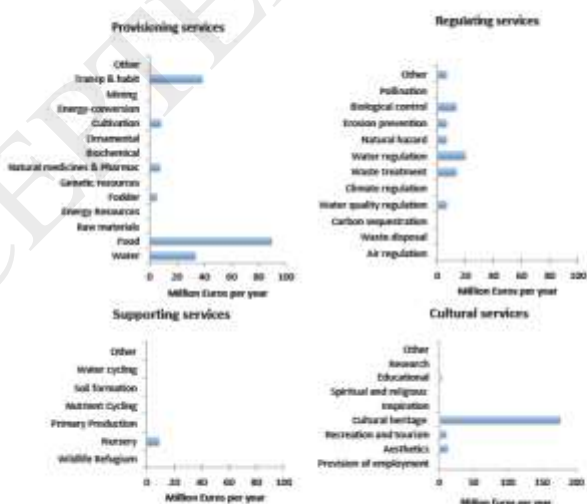 Provisioning services
Other
Transp & habit
Mining
Energy-conversion
Cultivation
Ornamental
Biochemical
Natural medicines & Pharmac
Genetic resources
Fodder
Energy Resources
Raw materials
Food
Water
0 20 40 60 80 100
Million Euros per year
Regulating services
Other
Pollination
Biological control
Erosion prevention
Natural hazard
Water regulation
Waste treatment
Climate regulation
Water quality regulation
Carbon sequestration
Waste disposal
Air regulation
0 20 40 60 80 100
Million Euros per year
Supporting services
Other
Water cycling
Soil formation
Nutrient Cycling
Primary Production
Nursery
Wildlife Refugium
0 20 40 60 80 100
Million Euros per year
Cultural services
Other
Research
Educational
Spiritual and religious
Inspiration
Cultural heritage
Recreation and tourism
Aesthetics
Provision of employment
0 50 100 150 200
Million Euros per year